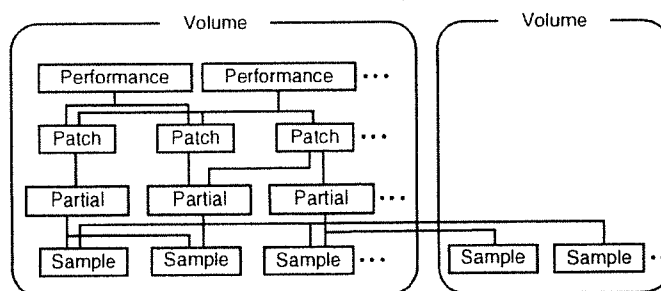 Volume Volume
Performance Performance ...
Patch Patch Patch ...
Partial Partial Partial ...
Sample Sample Sample ... Sample Sample ...